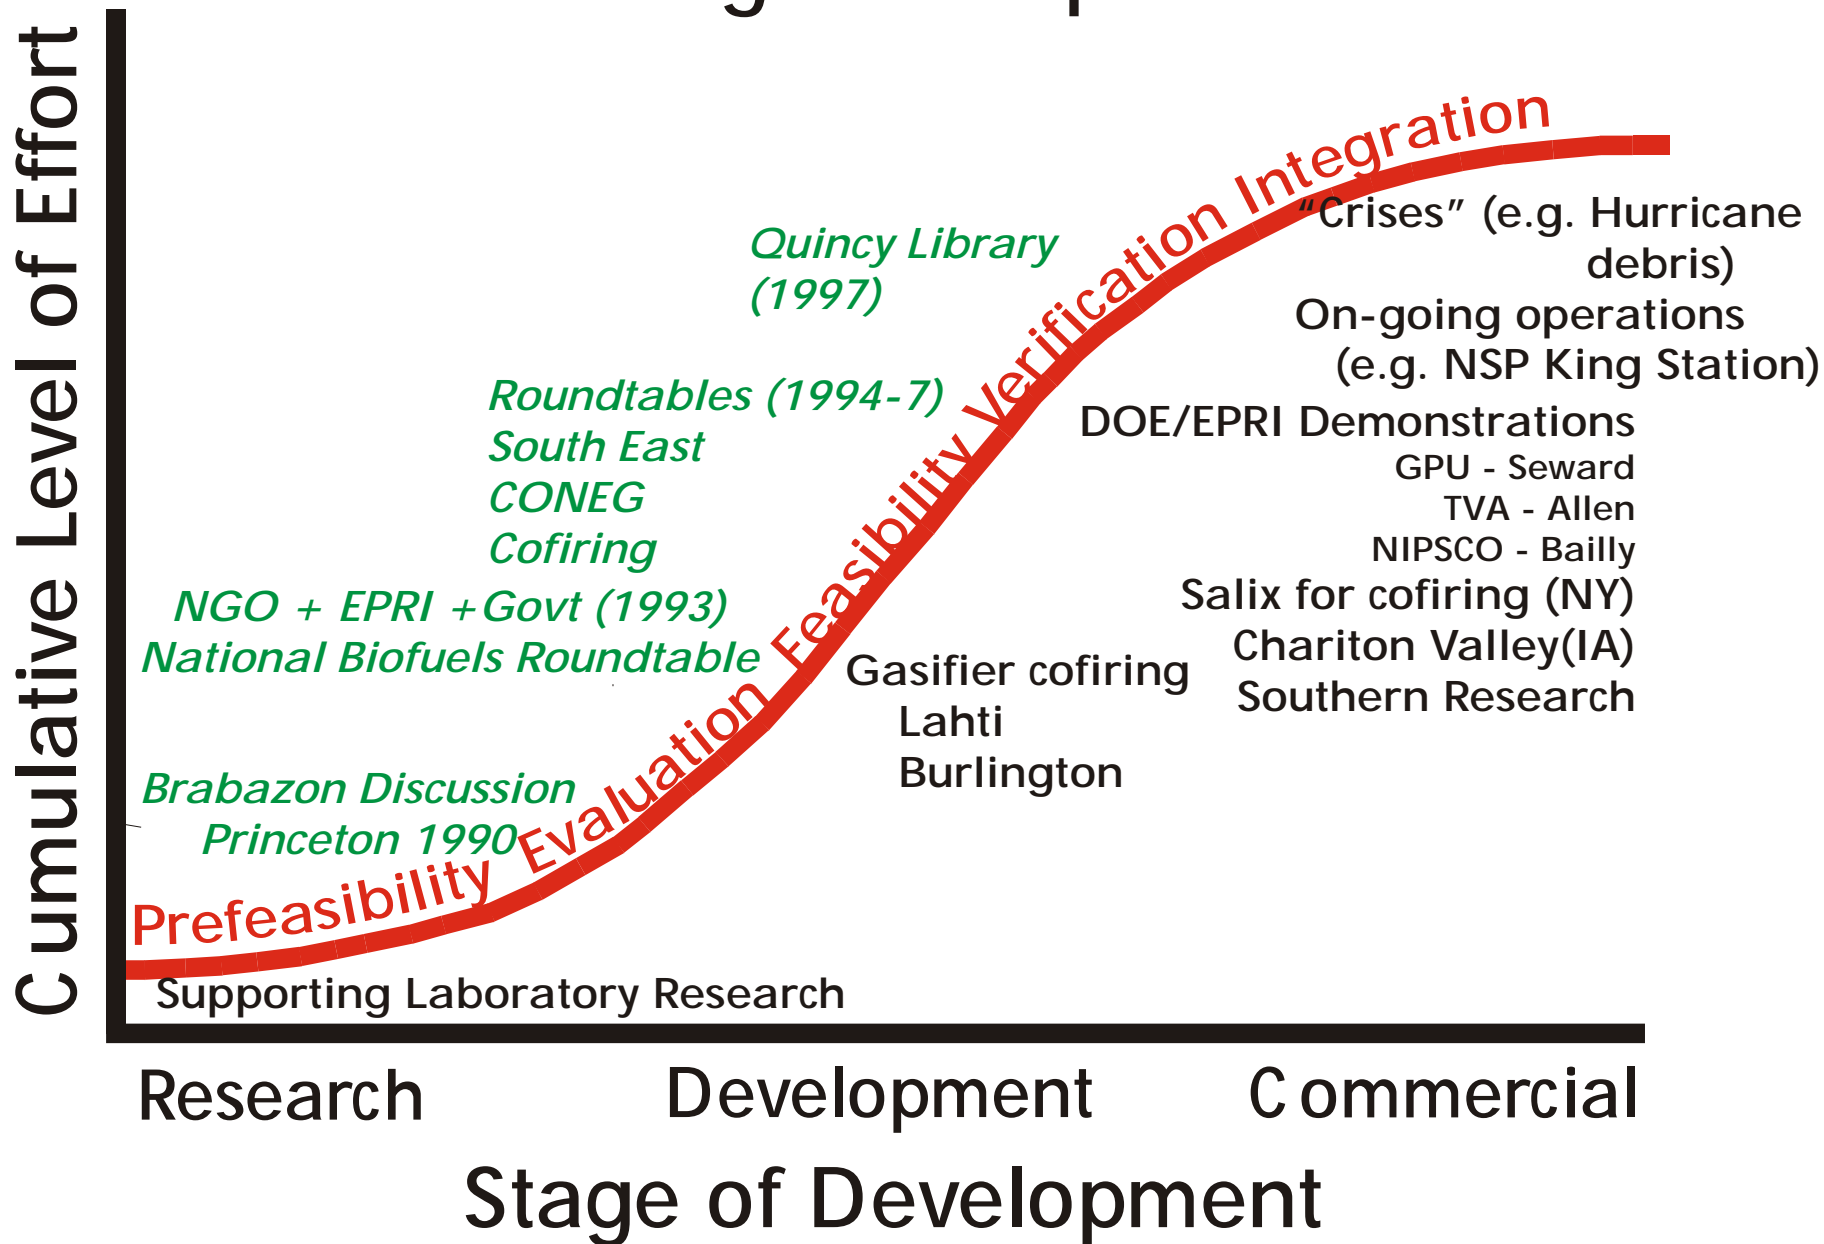 Cumulative Level of Effort
Prefeasibility Evaluation Feasibility Verification Integration
Quincy Library
(1997)
Roundtables (1994-7)
South East
CONEG
Cofiring
NGO + EPRI +Govt (1993)
National Biofuels Roundtable
Brabazon Discussion
Princeton 1990
"Crises" (e.g. Hurricane
debris)
On-going operations
(e.g. NSP King Station)
DOE/EPRI Demonstrations
GPU - Seward
TVA - Allen
NIPSCO - Bailly
Salix for cofiring (NY)
Chariton Valley(IA)
Southern Research
Gasifier cofiring
Lahti
Burlington
Supporting Laboratory Research
Research Development Commercial
Stage of Development